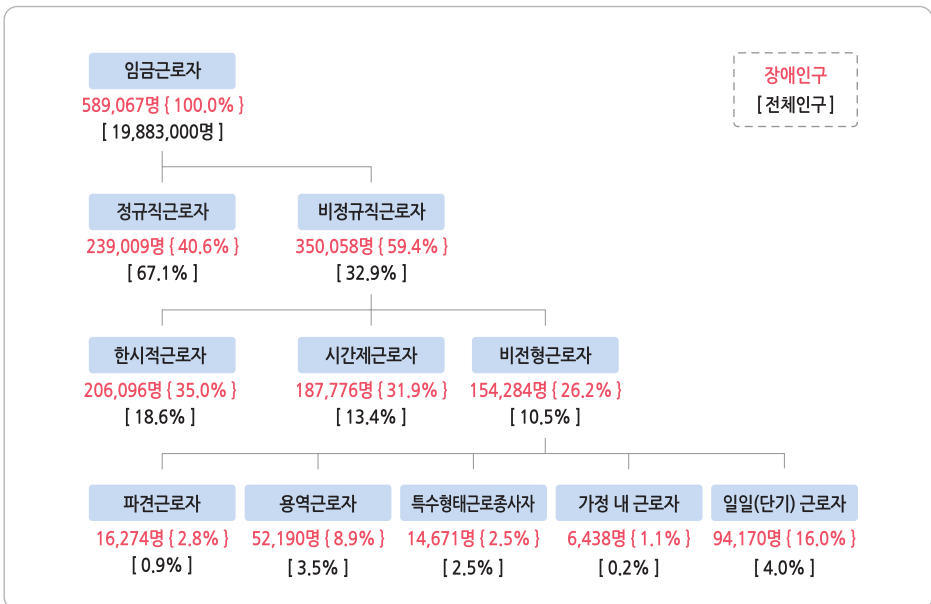 임금근로자
589,067명 { 100.0% }
[ 19,883,000명 ]
장애인구
[ 전체인구 ]
정규직근로자
239,009명 { 40.6% }
[ 67.1% ]
비정규직근로자
350,058명 { 59.4% }
[ 32.9% ]
한시적근로자
206,096명 { 35.0% }
[ 18.6% ]
시간제근로자
187,776명 { 31.9% }
[ 13.4% ]
비전형근로자
154,284명 { 26.2% }
[ 10.5% ]
파견근로자
16,274명 { 2.8% }
[ 0.9% ]
용역근로자
52,190명 { 8.9% }
[ 3.5% ]
특수형태근로종사자
14,671명 { 2.5% }
[ 2.5% ]
가정 내 근로자
6,438명 { 1.1% }
[ 0.2% ]
일일(단기) 근로자
94,170명 { 16.0% }
[ 4.0% ]